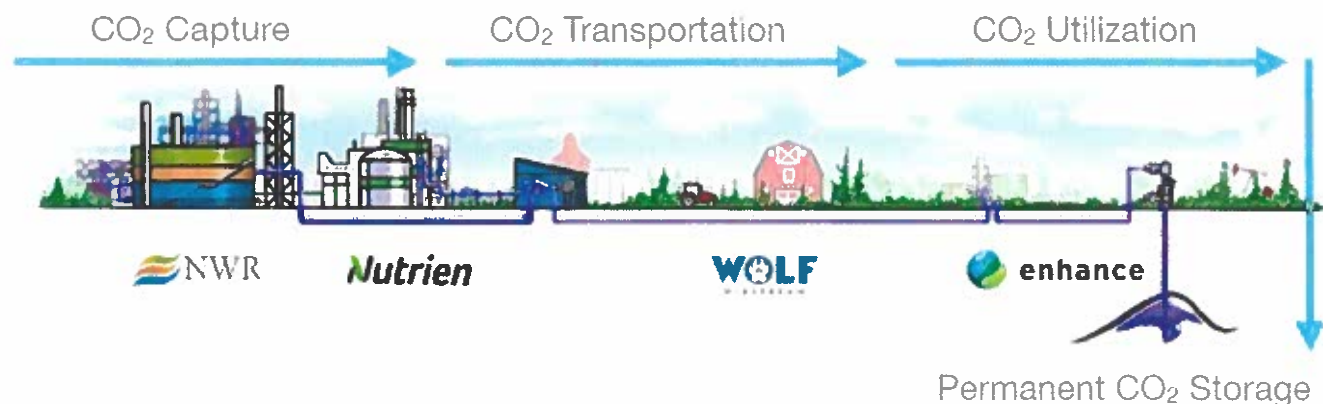 CO₂ Capture
CO₂ Transportation
CO₂ Utilization
NWR
Nutrien
WOLF
enhance
Permanent CO₂ Storage